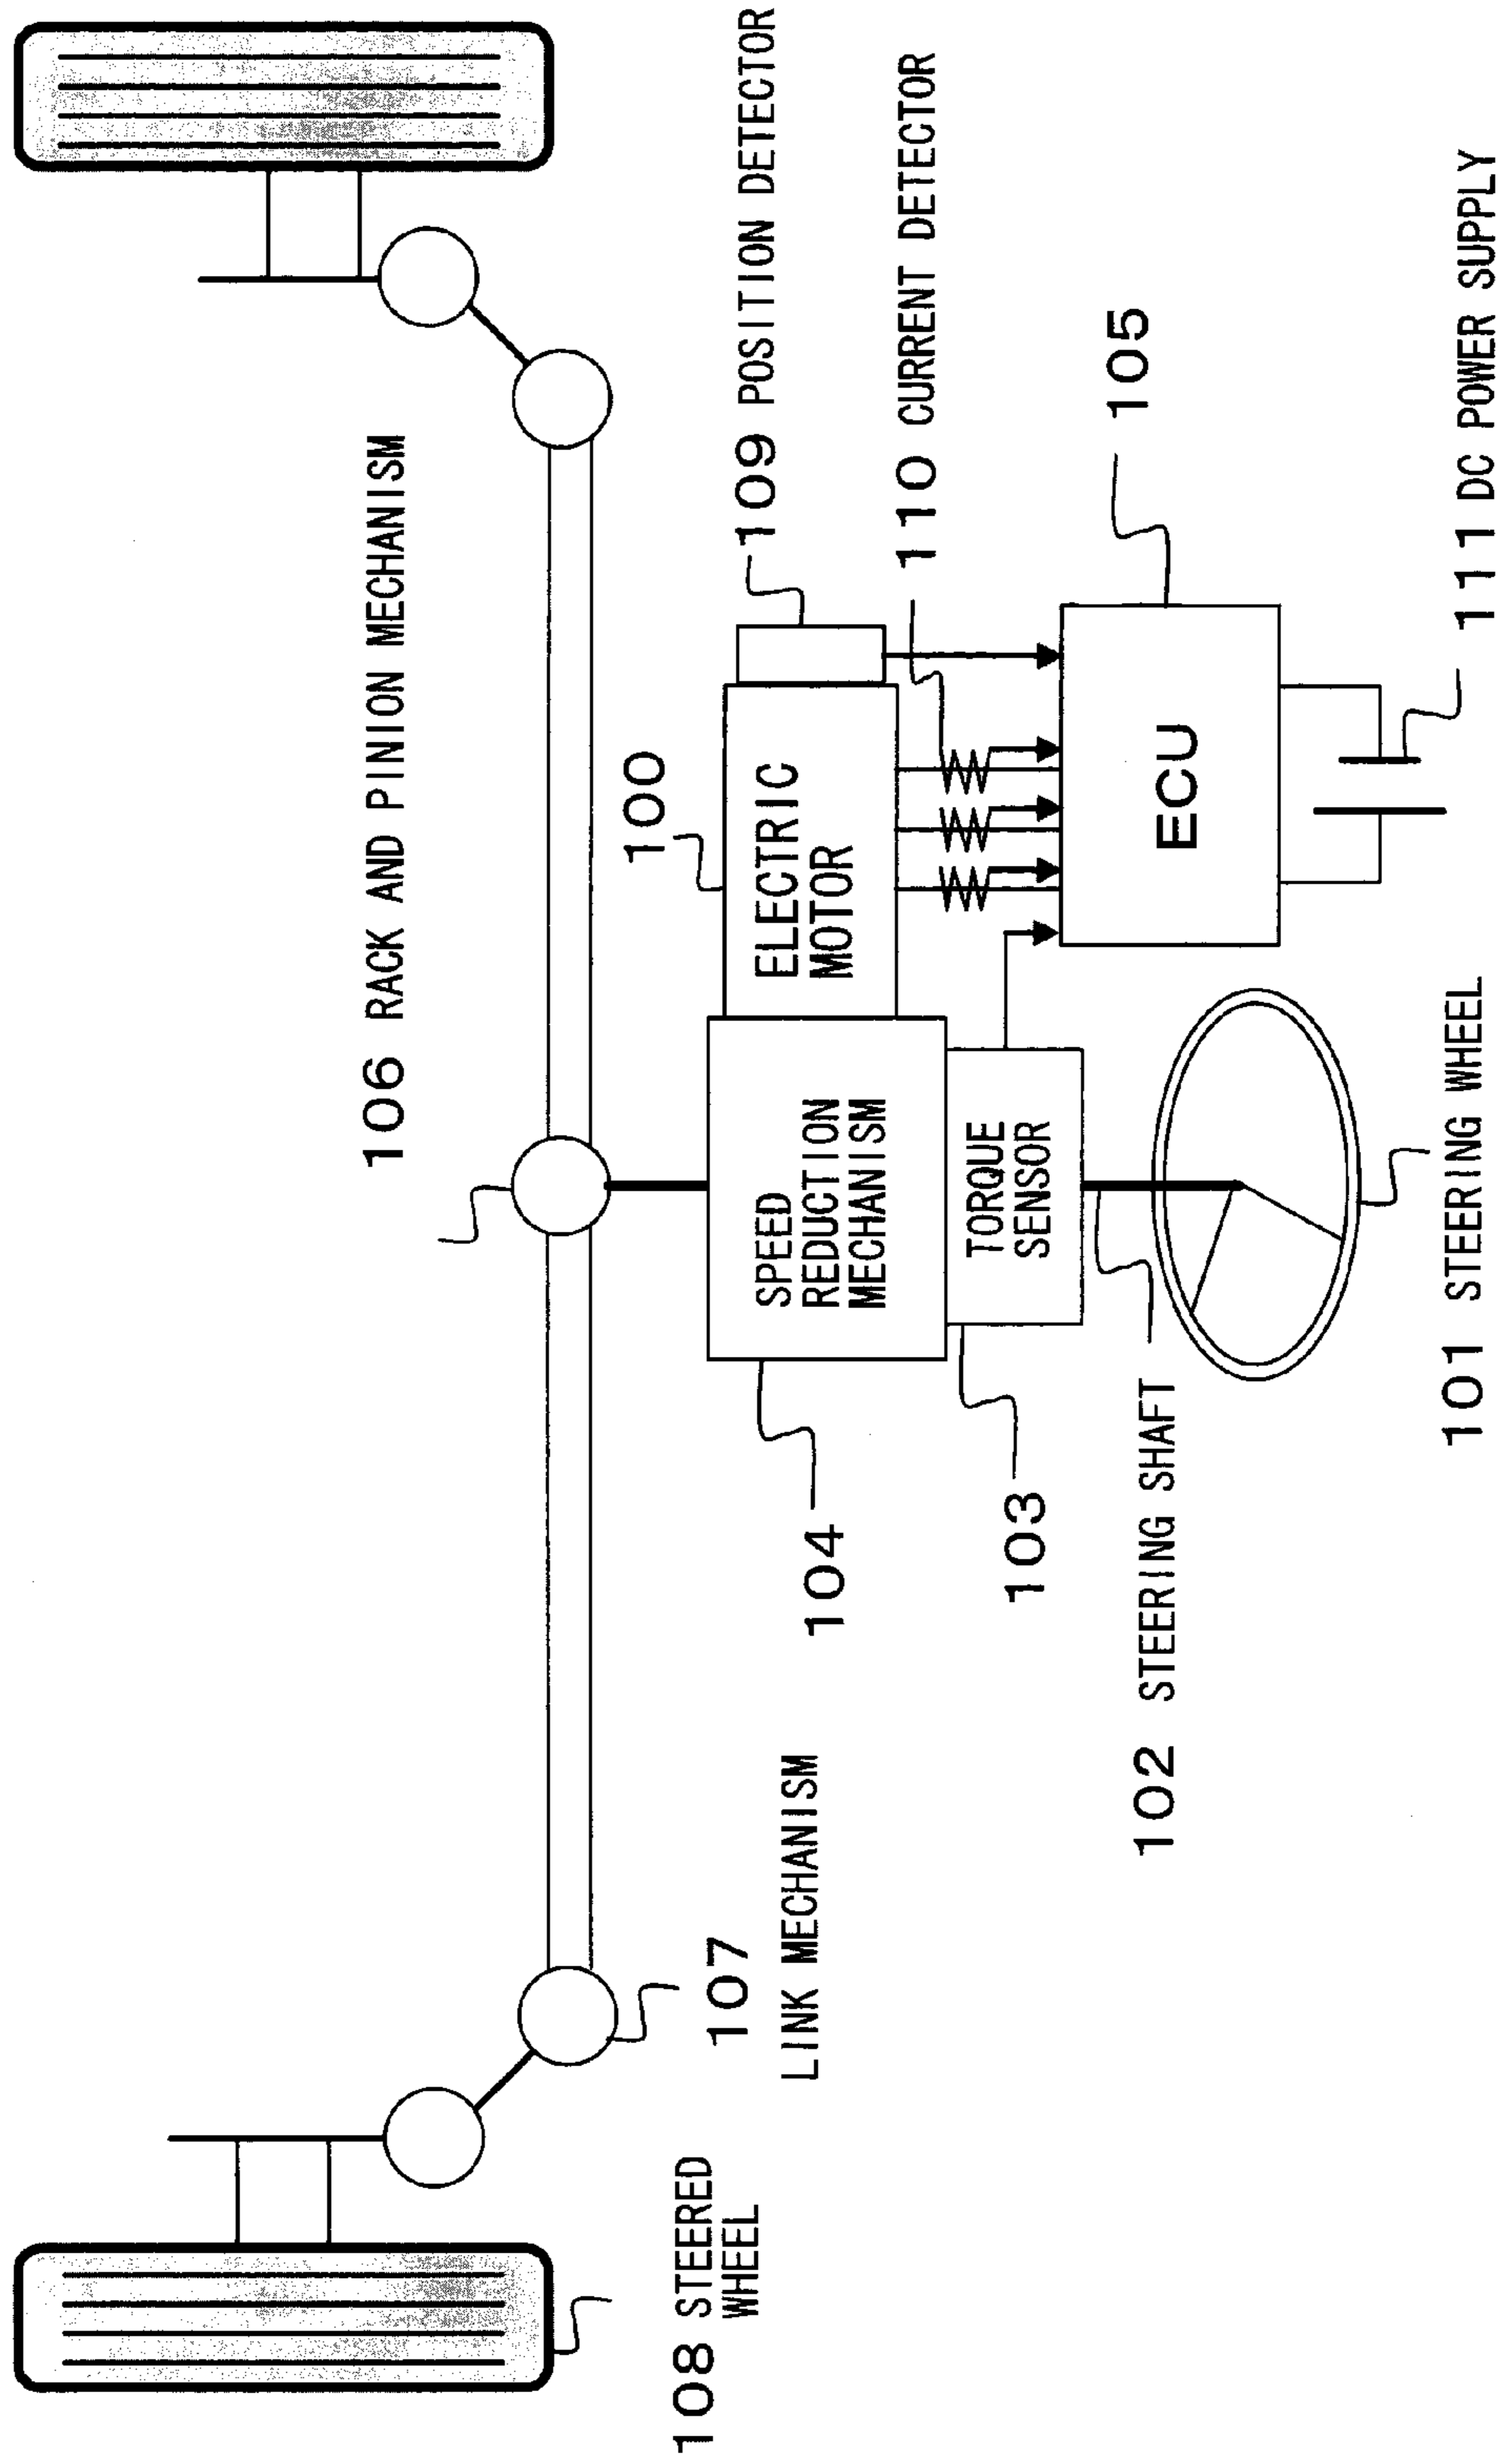 106 RACK AND PINION MECHANISM
100
109 POSITION DETECTOR
ELECTRIC
MOTOR
110 CURRENT DETECTOR
SPEED
REDUCTION
MECHANISM
104
TORQUE
SENSOR
103
ECU
105
111 DC POWER SUPPLY
102 STEERING SHAFT
101 STEERING WHEEL
107
LINK MECHANISM
108 STEERED
WHEEL